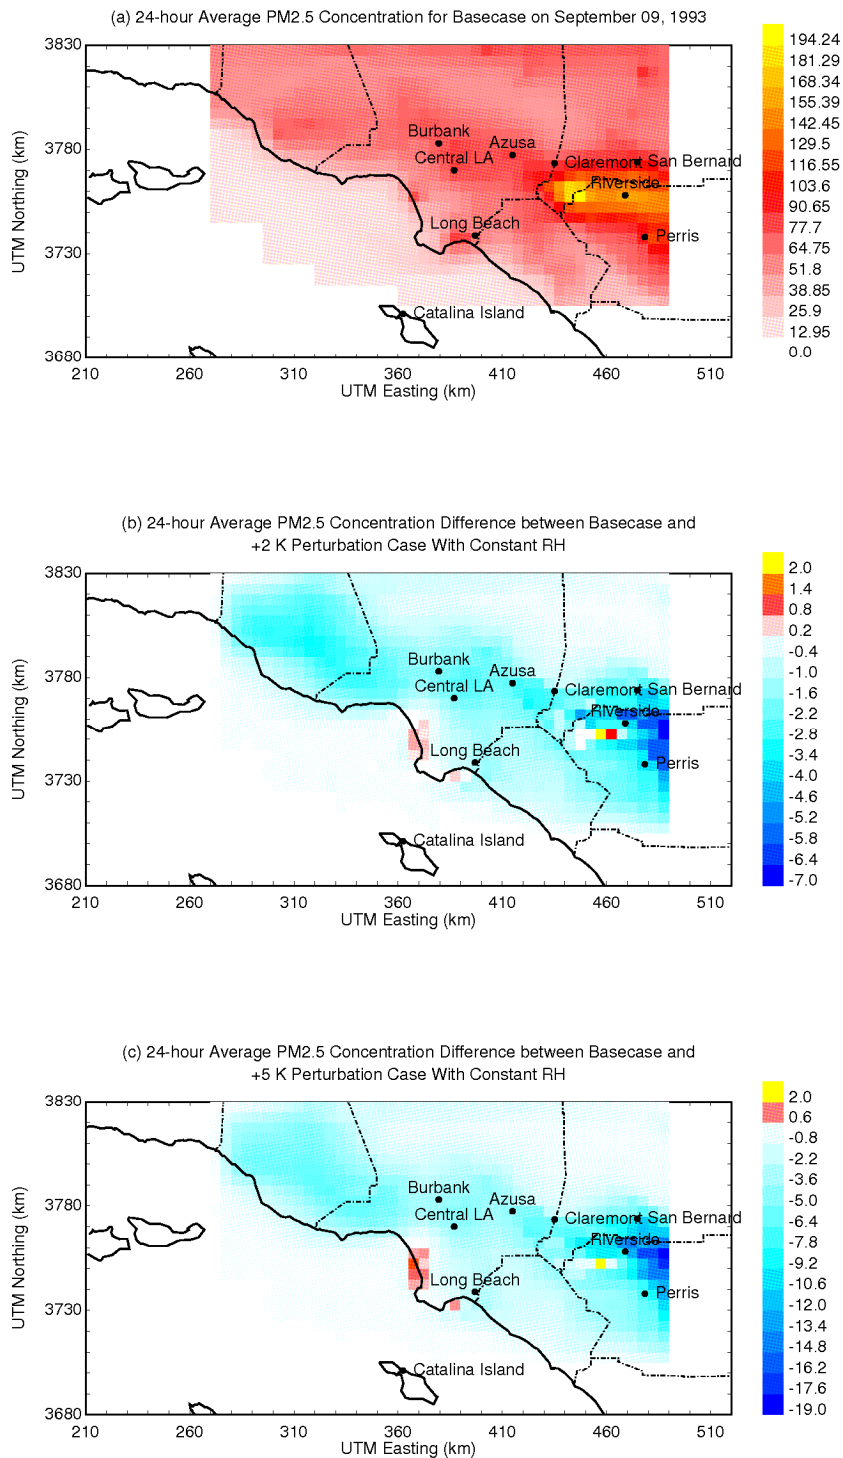 (a) 24-hour Average PM2.5 Concentration for Basecase on September 09, 1993
UTM Northing (km)
3830
3780
3730
3680
Burbank
Azusa
Central LA
Claremont
San Bernard
Riverside
Long Beach
Perris
Catalina Island
210
260
310
360
410
460
510
UTM Easting (km)
194.24
181.29
168.34
155.39
142.45
129.5
116.55
103.6
90.65
77.7
64.75
51.8
38.85
25.9
12.95
0.0
(b) 24-hour Average PM2.5 Concentration Difference between Basecase and
+2 K Perturbation Case With Constant RH
UTM Northing (km)
3830
3780
3730
3680
Burbank
Azusa
Central LA
Claremont
San Bernard
Riverside
Long Beach
Perris
Catalina Island
210
260
310
360
410
460
510
UTM Easting (km)
2.0
1.4
0.8
0.2
-0.4
-1.0
-1.6
-2.2
-2.8
-3.4
-4.0
-4.6
-5.2
-5.8
-6.4
-7.0
(c) 24-hour Average PM2.5 Concentration Difference between Basecase and
+5 K Perturbation Case With Constant RH
UTM Northing (km)
3830
3780
3730
3680
Burbank
Azusa
Central LA
Claremont
San Bernard
Riverside
Long Beach
Perris
Catalina Island
210
260
310
360
410
460
510
UTM Easting (km)
2.0
0.6
-0.8
-2.2
-3.6
-5.0
-6.4
-7.8
-9.2
-10.6
-12.0
-13.4
-14.8
-16.2
-17.6
-19.0